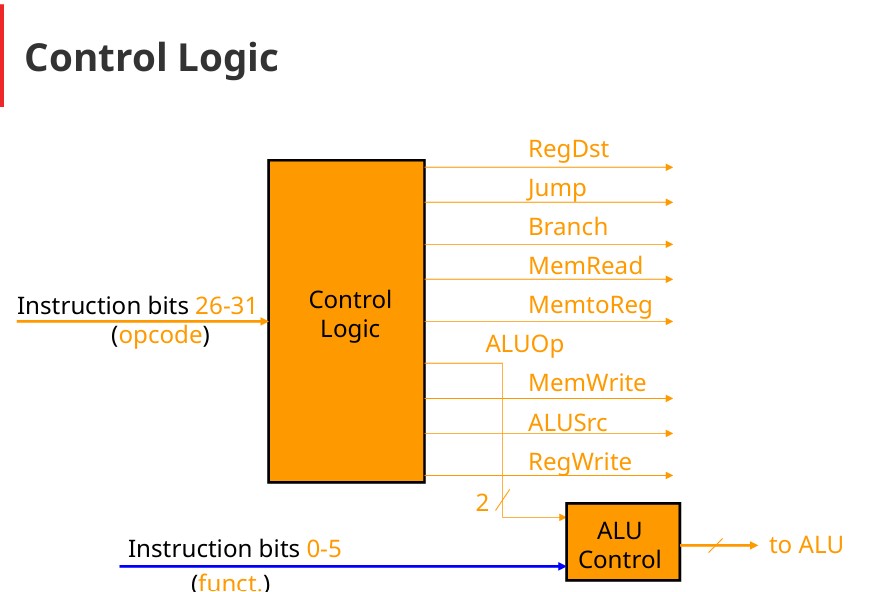 Control Logic
RegDst
Jump
Branch
MemRead
MemtoReg
Instruction bits 26-31
(opcode)
Control
Logic
ALUOp
MemWrite
ALUSrc
RegWrite
2
ALU
Control
to ALU
Instruction bits 0-5
(funct.)